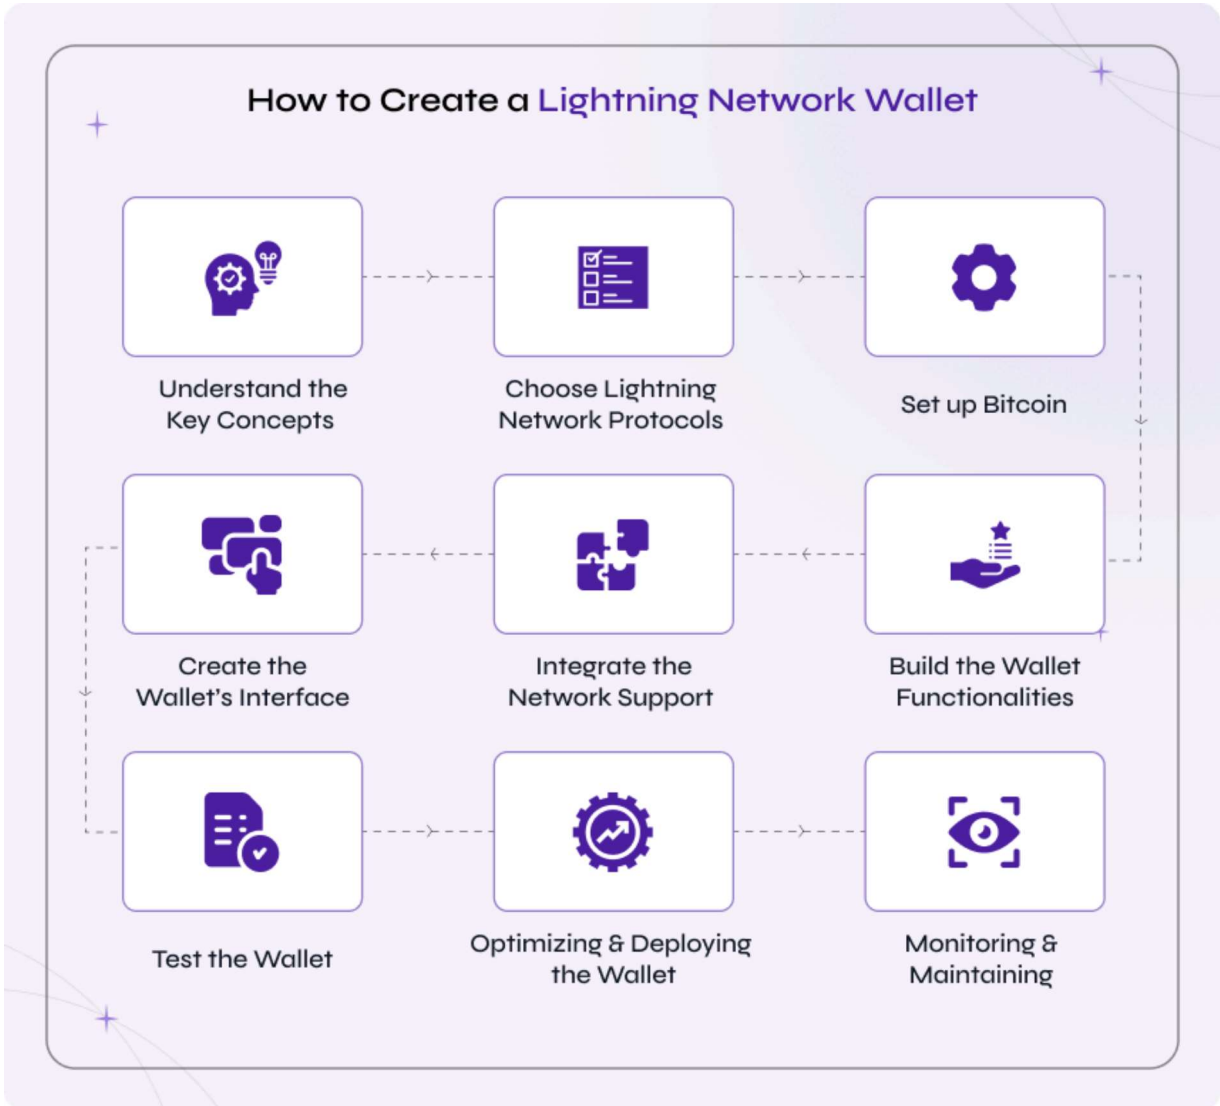 How to Create a Lightning Network Wallet
Understand the
Key Concepts
Choose Lightning
Network Protocols
Set up Bitcoin
Build the Wallet
Functionalities
Integrate the
Network Support
Create the
Wallet’s Interface
Test the Wallet
Optimizing & Deploying
the Wallet
Monitoring &
Maintaining